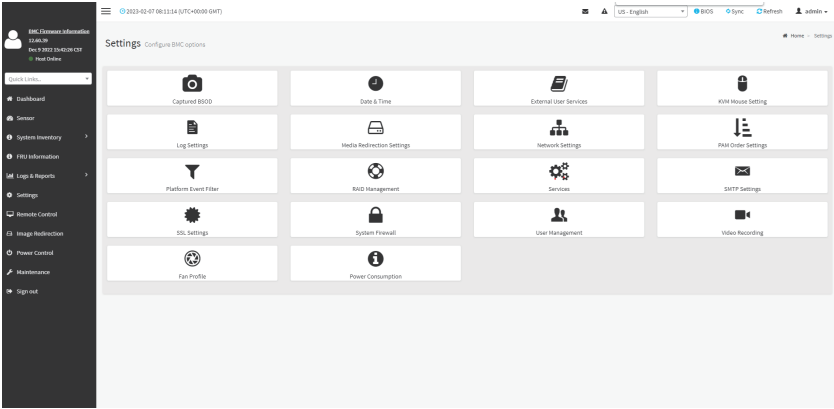 2023-02-07 08:11:14 (UTC+00:00 GMT)
US - English
BIOS
Sync
Refresh
admin
BMC Firmware Information
12.60.39
Dec 9 2022 15:42:26 CST
Host Online
Quick Links..
Dashboard
Sensor
System Inventory
FRU Information
Logs & Reports
Settings
Remote Control
Image Redirection
Power Control
Maintenance
Sign out
Settings Configure BMC options
Home > Settings
Captured BSOD
Date & Time
External User Services
KVM Mouse Setting
Log Settings
Media Redirection Settings
Network Settings
PAM Order Settings
Platform Event Filter
RAID Management
Services
SMTP Settings
SSL Settings
System Firewall
User Management
Video Recording
Fan Profile
Power Consumption